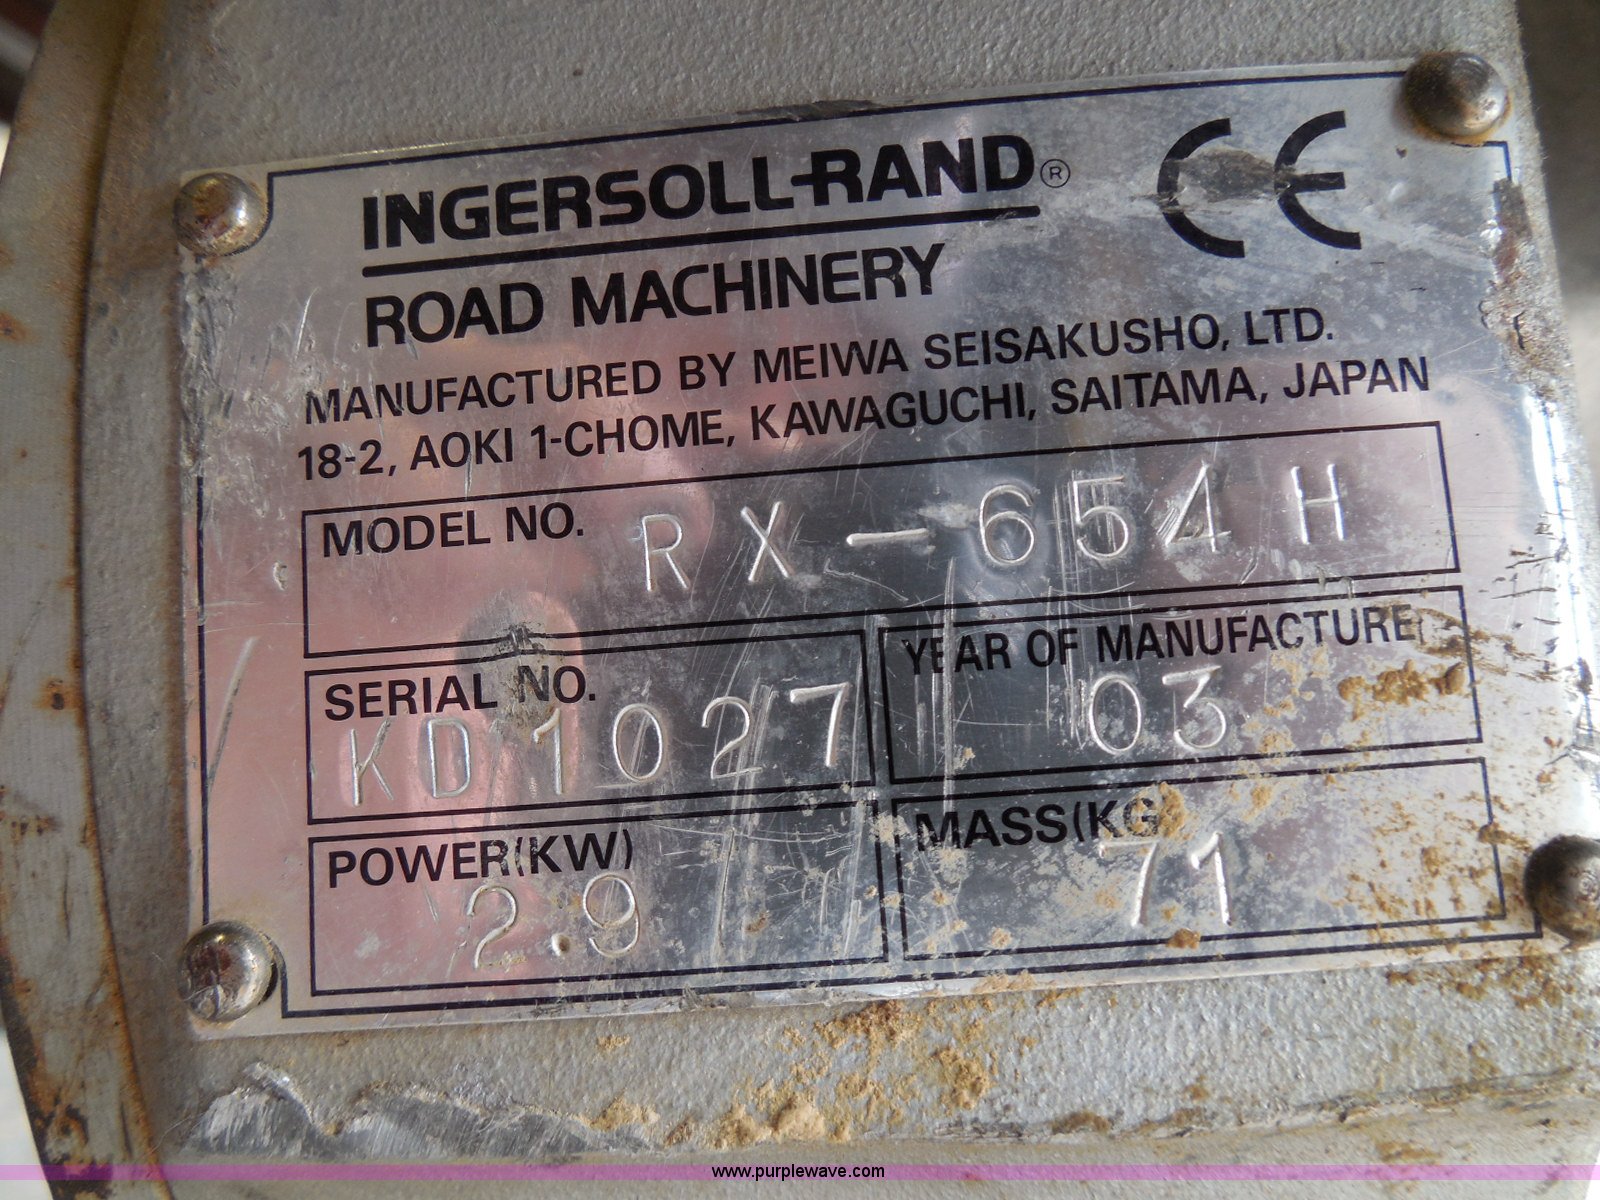 INGERSOLL-RAND®
CE
ROAD MACHINERY
MANUFACTURED BY MEIWA SEISAKUSHO, LTD.
18-2, AOKI 1-CHOME, KAWAGUCHI, SAITAMA, JAPAN
MODEL NO. RX-654H
SERIAL NO. KD1027
YEAR OF MANUFACTURE 03
POWER(KW) 2.9
MASS(KG) 71
www.purplewave.com